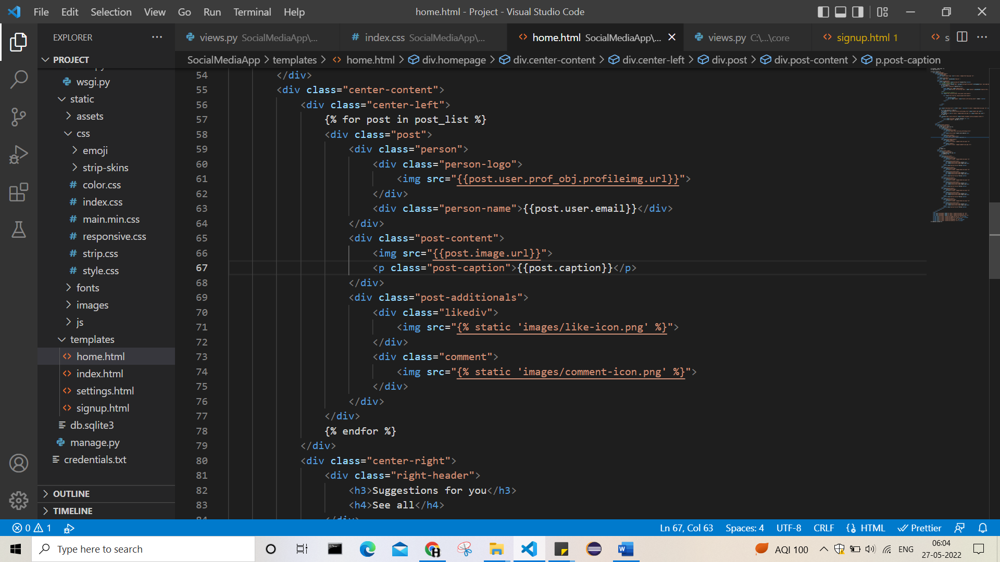 File Edit Selection View Go Run Terminal Help
home.html - Project - Visual Studio Code
EXPLORER
views.py SocialMediaApp\...
index.css SocialMediaApp\...
home.html SocialMediaApp\...
views.py C:\...\core
signup.html 1
s
PROJECT
SocialMediaApp > templates > home.html > div.homepage > div.center-content > div.center-left > div.post > div.post-content > p.post-caption
wsgi.py
static
assets
css
emoji
strip-skins
color.css
index.css
main.min.css
responsive.css
strip.css
style.css
fonts
images
js
templates
home.html
index.html
settings.html
signup.html
db.sqlite3
manage.py
credentials.txt
OUTLINE
TIMELINE
54 </div>
55 <div class="center-content">
56 <div class="center-left">
57 {% for post in post_list %}
58 <div class="post">
59 <div class="person">
60 <div class="person-logo">
61 <img src="{{post.user.prof_obj.profileimg.url}}">
62 </div>
63 <div class="person-name">{{post.user.email}}</div>
64 </div>
65 <div class="post-content">
66 <img src="{{post.image.url}}">
67 <p class="post-caption">{{post.caption}}</p>
68 </div>
69 <div class="post-additionals">
70 <div class="likediv">
71 <img src="{% static 'images/like-icon.png' %}">
72 </div>
73 <div class="comment">
74 <img src="{% static 'images/comment-icon.png' %}">
75 </div>
76 </div>
77 </div>
78 {% endfor %}
79 </div>
80 <div class="center-right">
81 <div class="right-header">
82 <h3>Suggestions for you</h3>
83 <h4>See all</h4>
84 </div>
0 1
Ln 67, Col 63 Spaces: 4 UTF-8 CRLF HTML Prettier
Type here to search
AQI 100 ENG
06:04
27-05-2022